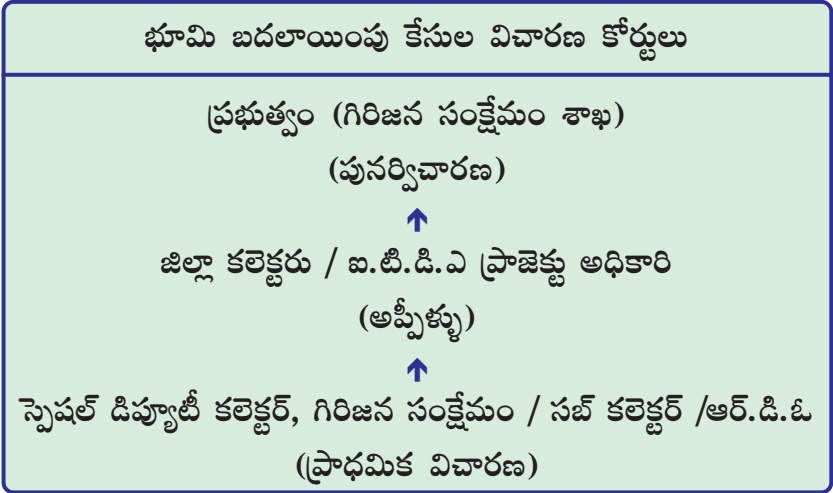 భూమి బదలాయింపు కేసుల విచారణ కోర్టులు
ప్రభుత్వం (గిరిజన సంక్షేమం శాఖ)
(పునర్విచారణ)
జిల్లా కలెక్టరు / ఐ.టి.డి.ఎ ప్రాజెక్టు అధికారి
(అప్పీళ్ళు)
స్పెషల్ డిప్యూటీ కలెక్టర్, గిరిజన సంక్షేమం / సబ్ కలెక్టర్ /ఆర్.డి.ఓ
(ప్రాధమిక విచారణ)